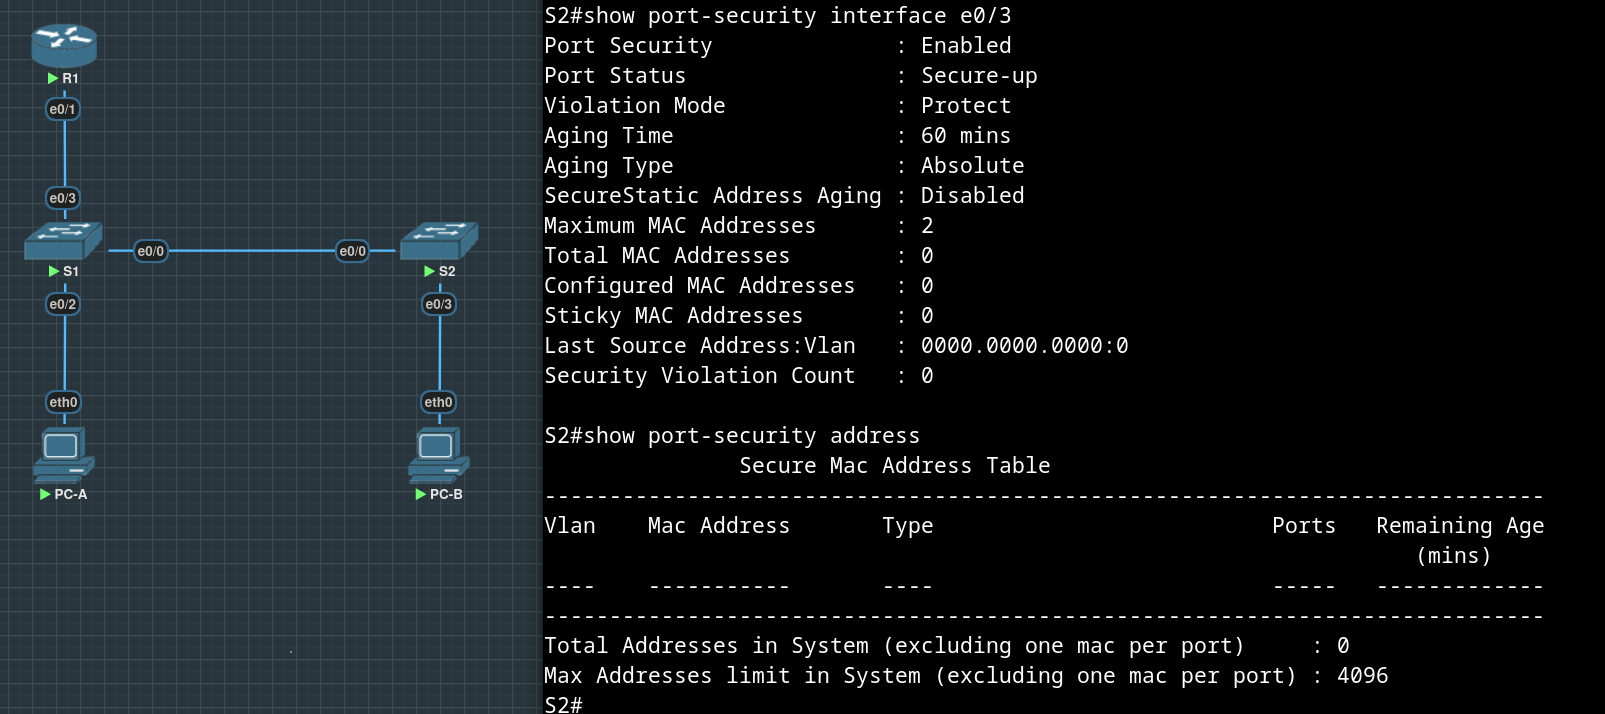 R1
e0/1
e0/3
S1
e0/0
e0/0
S2
e0/2
e0/3
eth0
eth0
PC-A
PC-B
S2#show port-security interface e0/3
Port Security              : Enabled
Port Status                : Secure-up
Violation Mode             : Protect
Aging Time                 : 60 mins
Aging Type                 : Absolute
SecureStatic Address Aging : Disabled
Maximum MAC Addresses      : 2
Total MAC Addresses        : 0
Configured MAC Addresses   : 0
Sticky MAC Addresses       : 0
Last Source Address:Vlan   : 0000.0000.0000:0
Security Violation Count   : 0
S2#show port-security address
               Secure Mac Address Table
-----------------------------------------------------------------------------
Vlan    Mac Address       Type                          Ports   Remaining Age
                                                                   (mins)
----    -----------       ----                          -----   -------------
-----------------------------------------------------------------------------
Total Addresses in System (excluding one mac per port)     : 0
Max Addresses limit in System (excluding one mac per port) : 4096
S2#